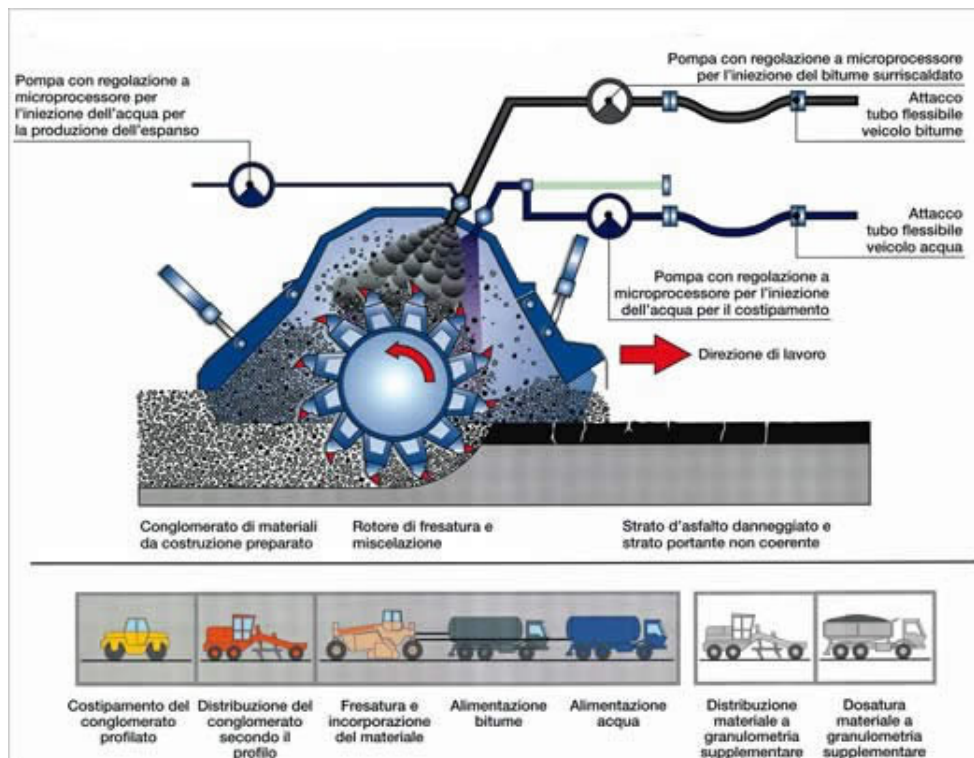 Pompa con regolazione a microprocessore
per l'iniezione del bitume surriscaldato
Pompa con regolazione a
microprocessore per
l'iniezione dell'acqua per
la produzione dell'espanso
Attacco
tubo flessibile
veicolo bitume
Attacco
tubo flessibile
veicolo acqua
Pompa con regolazione a
microprocessore per l'iniezione
dell'acqua per il costipamento
Direzione di lavoro
Conglomerato di materiali
da costruzione preparato
Rotore di fresatura e
miscelazione
Strato d'asfalto danneggiato e
strato portante non coerente
Costipamento del
conglomerato
profilato
Distribuzione del
conglomerato
secondo il
profilo
Fresatura e
incorporazione
del materiale
Alimentazione
bitume
Alimentazione
acqua
Distribuzione
materiale a
granulometria
supplementare
Dosatura
materiale a
granulometria
supplementare